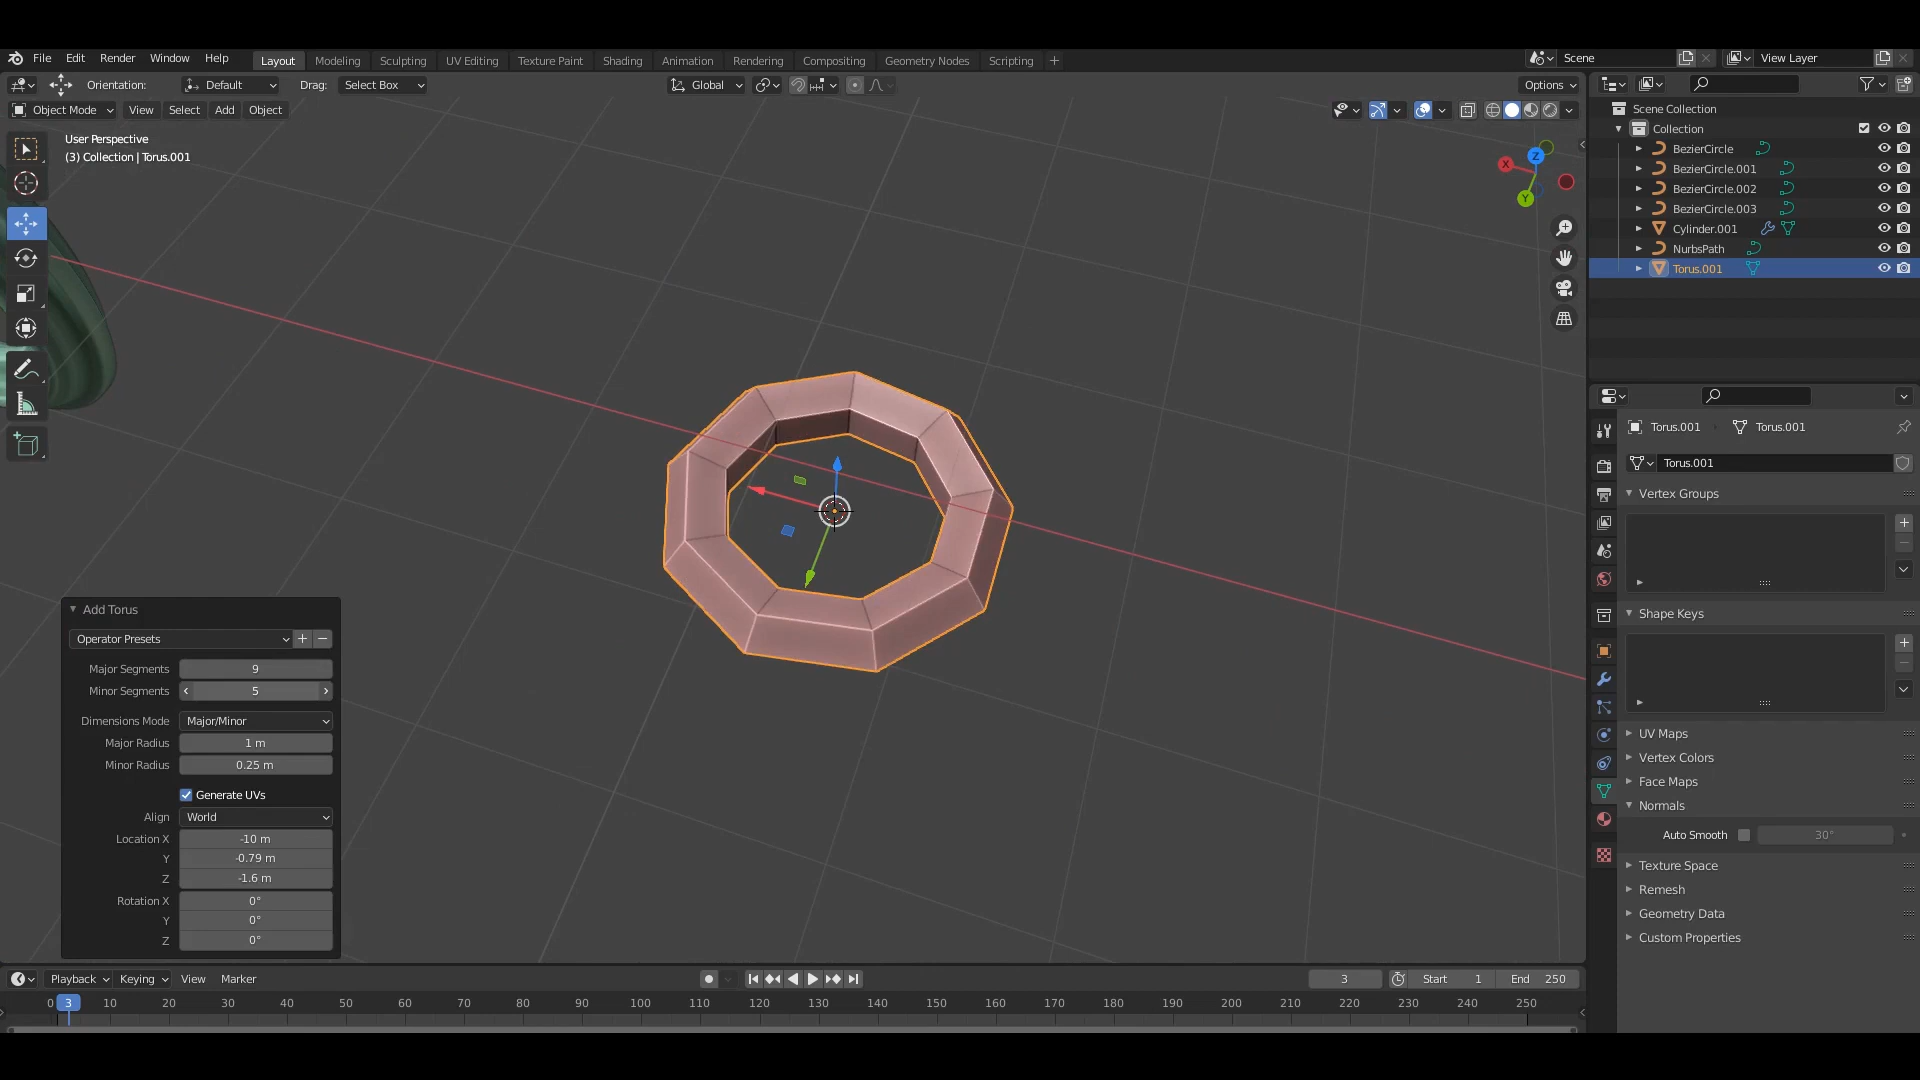 File Edit Render Window Help Layout Modeling Sculpting UV Editing Texture Paint Shading Animation Rendering Compositing Geometry Nodes Scripting + Scene View Layer
Orientation: Default Drag: Select Box Global Options
Object Mode View Select Add Object
User Perspective
(3) Collection | Torus.001
X
Z
Y
Scene Collection
Collection
BezierCircle
BezierCircle.001
BezierCircle.002
BezierCircle.003
Cylinder.001
NurbsPath
Torus.001
Torus.001 Torus.001
Torus.001
Vertex Groups
Shape Keys
UV Maps
Vertex Colors
Face Maps
Normals
Auto Smooth 30°
Texture Space
Remesh
Geometry Data
Custom Properties
Add Torus
Operator Presets
Major Segments 9
Minor Segments 5
Dimensions Mode Major/Minor
Major Radius 1 m
Minor Radius 0.25 m
Generate UVs
Align World
Location X -10 m
Y -0.79 m
Z -1.6 m
Rotation X 0°
Y 0°
Z 0°
Playback Keying View Marker 3 Start 1 End 250
0 3 10 20 30 40 50 60 70 80 90 100 110 120 130 140 150 160 170 180 190 200 210 220 230 240 250